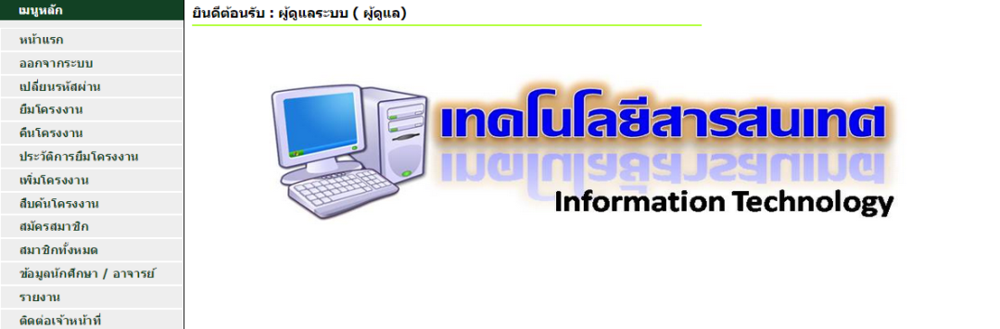 เมนูหลัก
หน้าแรก
ออกจากระบบ
เปลี่ยนรหัสผ่าน
ยืมโครงงาน
คืนโครงงาน
ประวัติการยืมโครงงาน
เพิ่มโครงงาน
สืบค้นโครงงาน
สมัครสมาชิก
สมาชิกทั้งหมด
ข้อมูลนักศึกษา / อาจารย์
รายงาน
ติดต่อเจ้าหน้าที่
ยินดีต้อนรับ : ผู้ดูแลระบบ ( ผู้ดูแล)
เทคโนโลยีสารสนเทศ
Information Technology